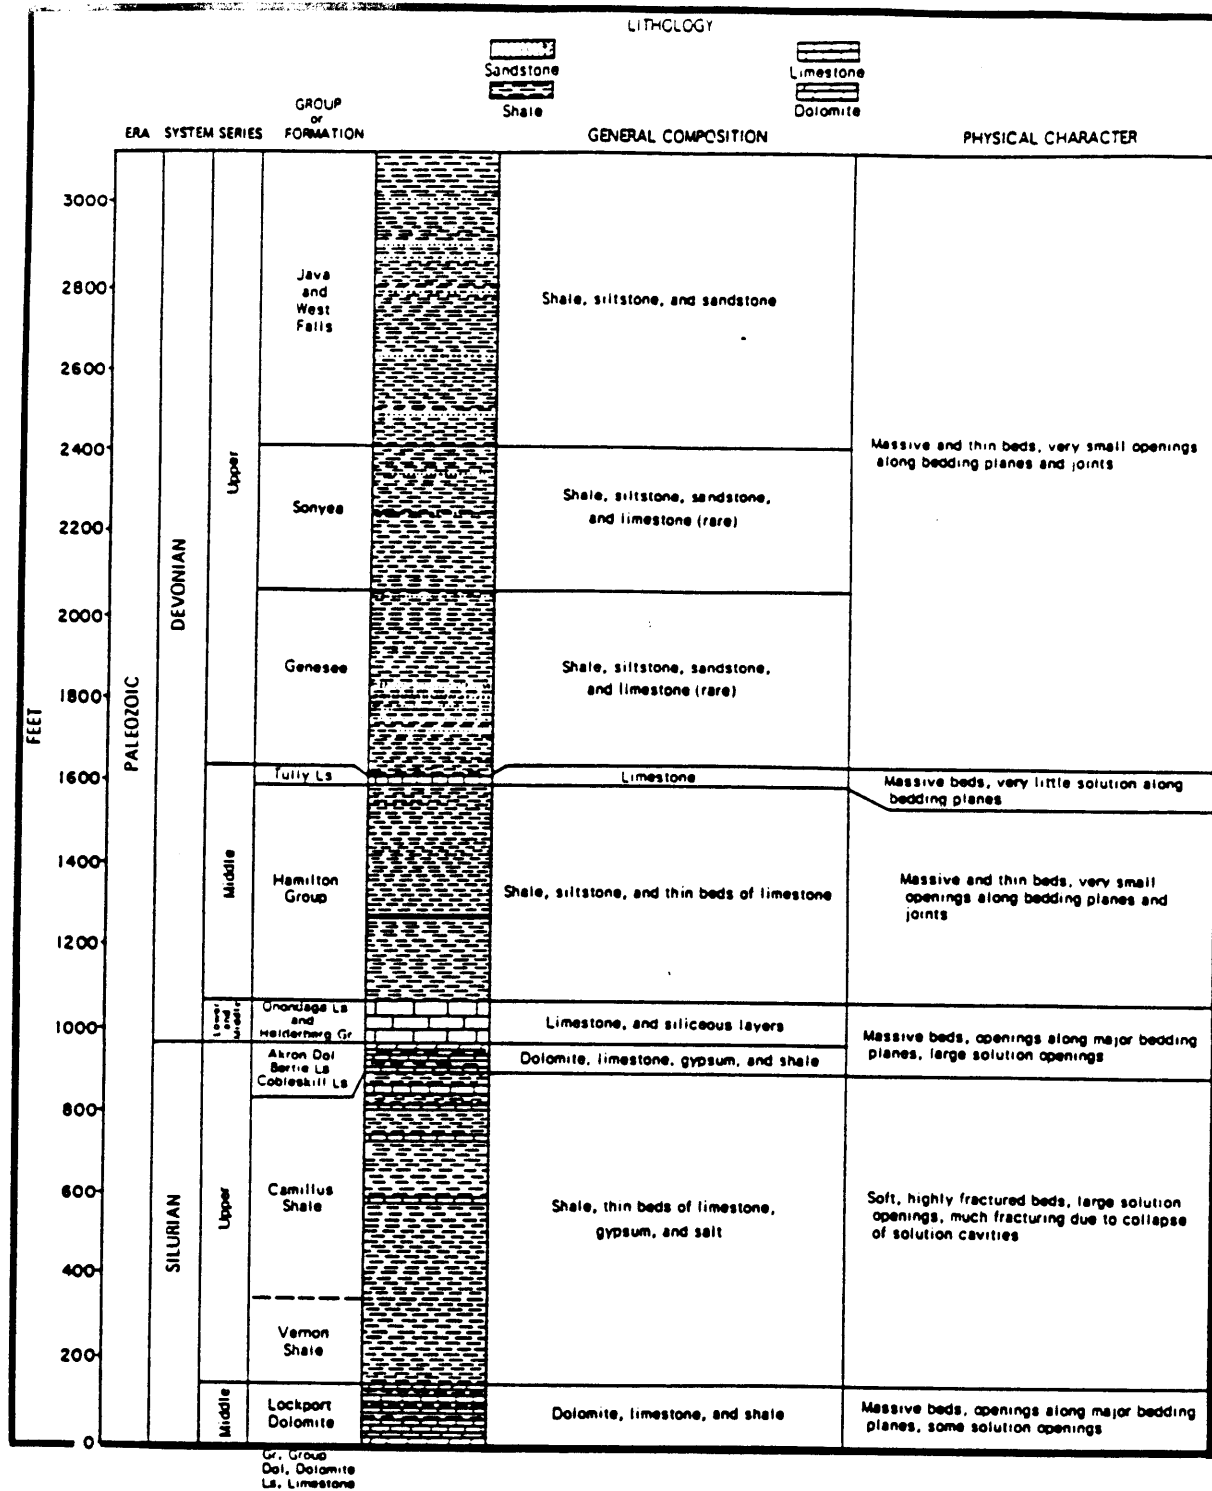 LITHOLOGY
Sandstone
Limestone
Shale
Dolomite
ERA SYSTEM SERIES
GROUP
or
FORMATION
GENERAL COMPOSITION
PHYSICAL CHARACTER
FEET
3000
2800
2600
2400
2200
2000
1800
1600
1400
1200
1000
800
600
400
200
0
PALEOZOIC
DEVONIAN
SILURIAN
Upper
Middle
Lower
and
Middle
Upper
Middle
Java
and
West
Falls
Shale, siltstone, and sandstone
Massive and thin beds, very small openings
along bedding planes and joints
Sonyea
Shale, siltstone, sandstone,
and limestone (rare)
Genesee
Shale, siltstone, sandstone,
and limestone (rare)
Tully Ls
Limestone
Massive beds, very little solution along
bedding planes
Hamilton
Group
Shale, siltstone, and thin beds of limestone
Massive and thin beds, very small
openings along bedding planes and
joints
Onondaga Ls
and
Helderberg Gr
Limestone, and siliceous layers
Massive beds, openings along major bedding
planes, large solution openings
Akron Dol
Bertie Ls
Cobleskill Ls
Dolomite, limestone, gypsum, and shale
Camillus
Shale
Shale, thin beds of limestone,
gypsum, and salt
Soft, highly fractured beds, large solution
openings, much fracturing due to collapse
of solution cavities
Vernon
Shale
Lockport
Dolomite
Dolomite, limestone, and shale
Massive beds, openings along major bedding
planes, some solution openings
Gr, Group
Dol, Dolomite
Ls, Limestone